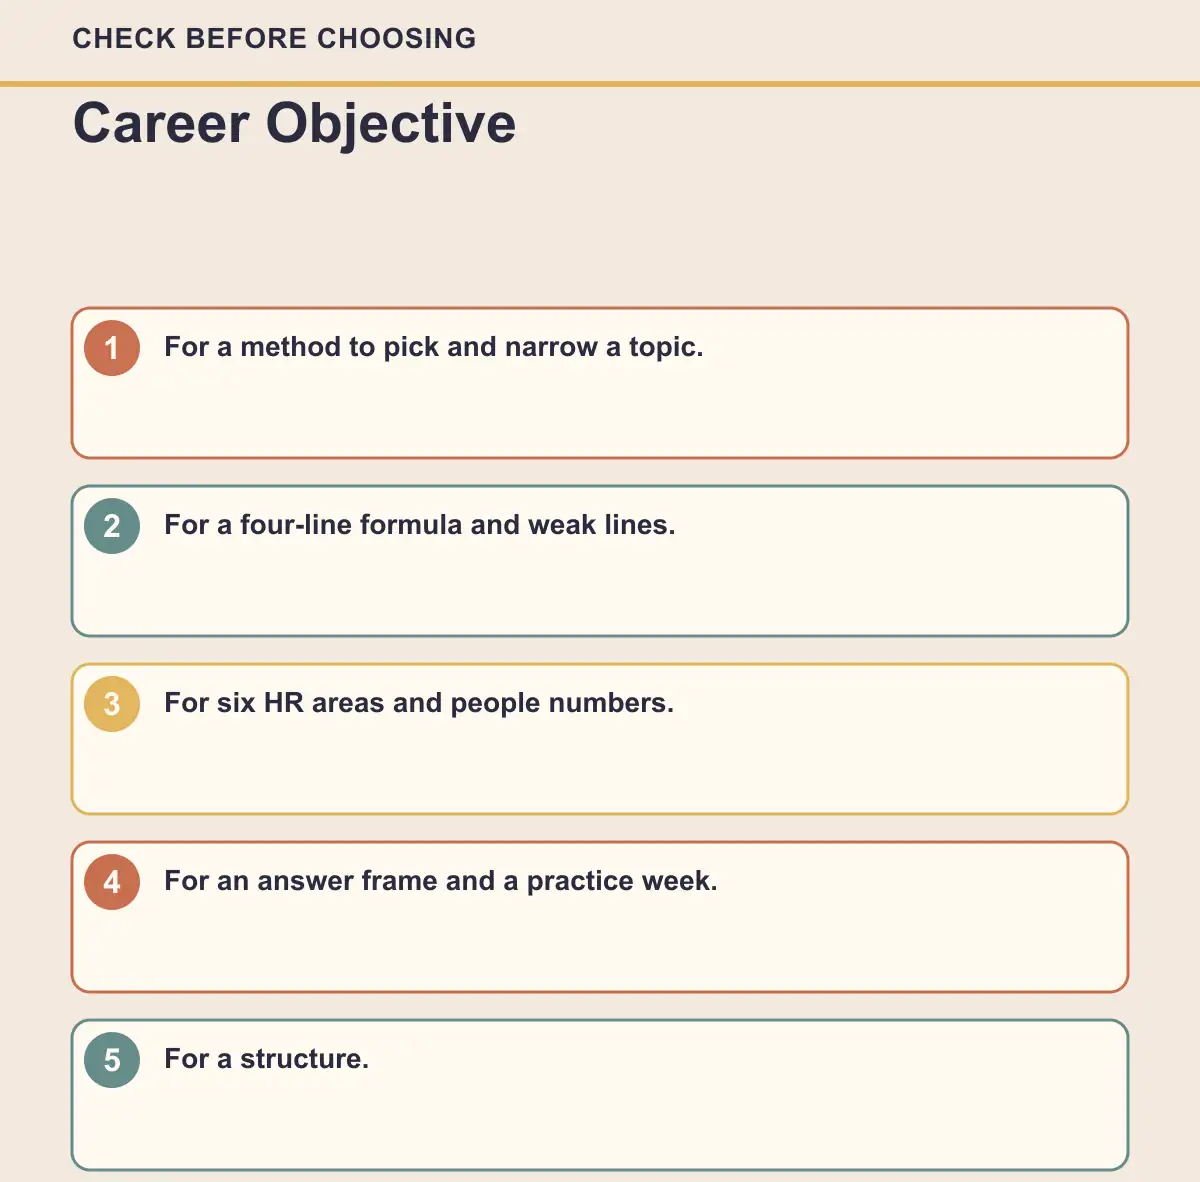 CHECK BEFORE CHOOSING
Career Objective
1 For a method to pick and narrow a topic.
2 For a four-line formula and weak lines.
3 For six HR areas and people numbers.
4 For an answer frame and a practice week.
5 For a structure.